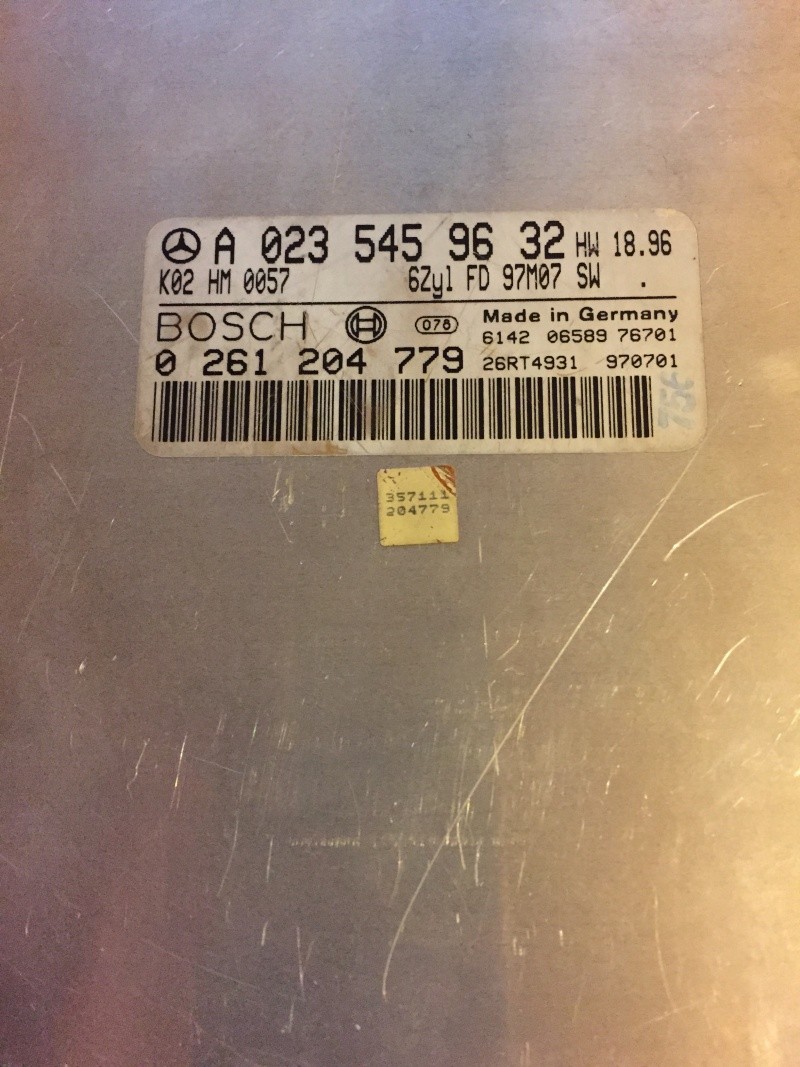 A 023 545 96 32 HW 18.96
K02 HM 0057 6Zyl FD 97M07 SW .
BOSCH 078 Made in Germany
6142 06589 76701
0 261 204 779 26RT4931 970701
357111
204779